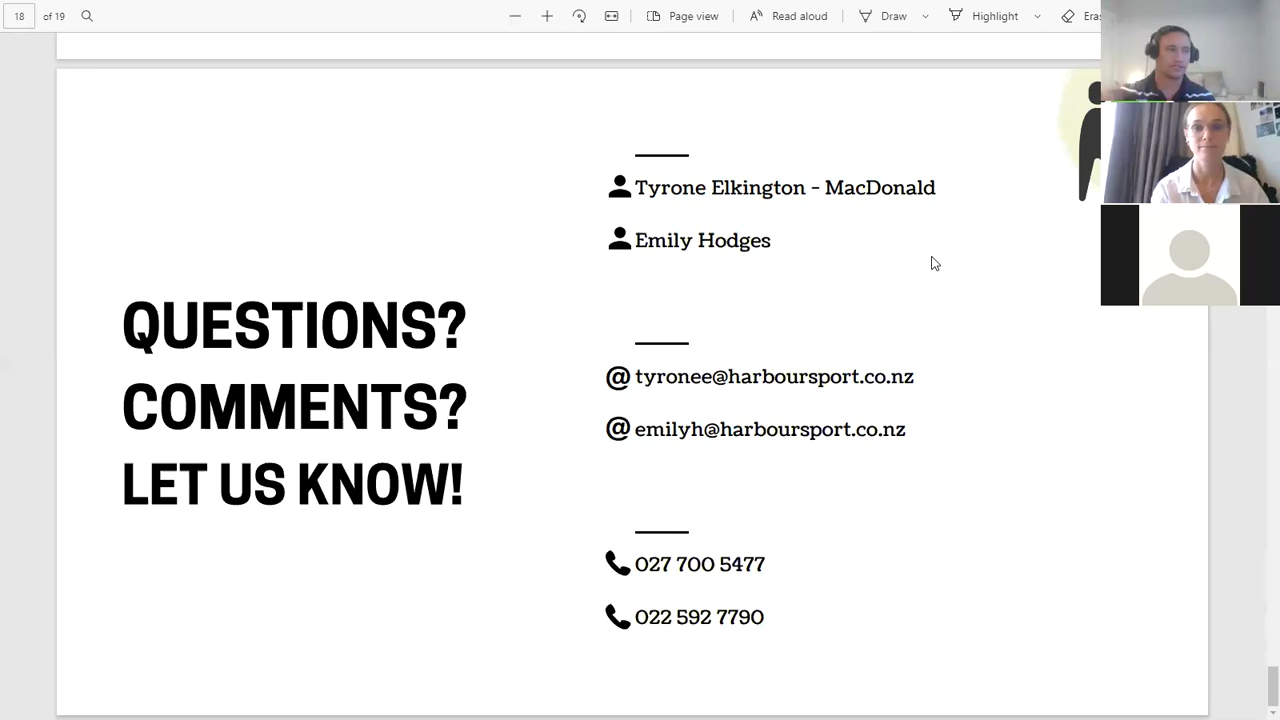 18 of 19 Page view Read aloud Draw Highlight
QUESTIONS?
COMMENTS?
LET US KNOW!
Tyrone Elkington - MacDonald
Emily Hodges
@ tyronee@harboursport.co.nz
@ emilyh@harboursport.co.nz
027 700 5477
022 592 7790